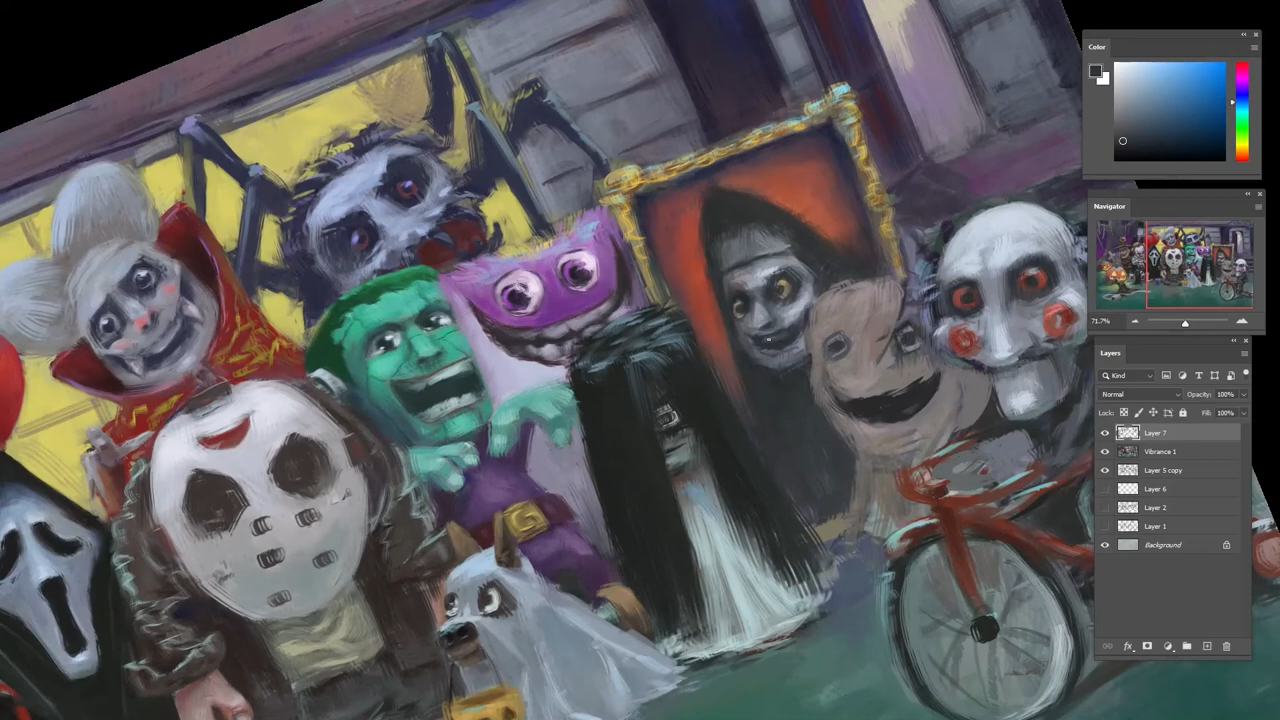 Color
Navigator
71.7%
Layers
Kind
Normal
Opacity: 100%
Lock:
Fill: 100%
Layer 7
Vibrance 1
Layer 5 copy
Layer 6
Layer 2
Layer 1
Background
fx